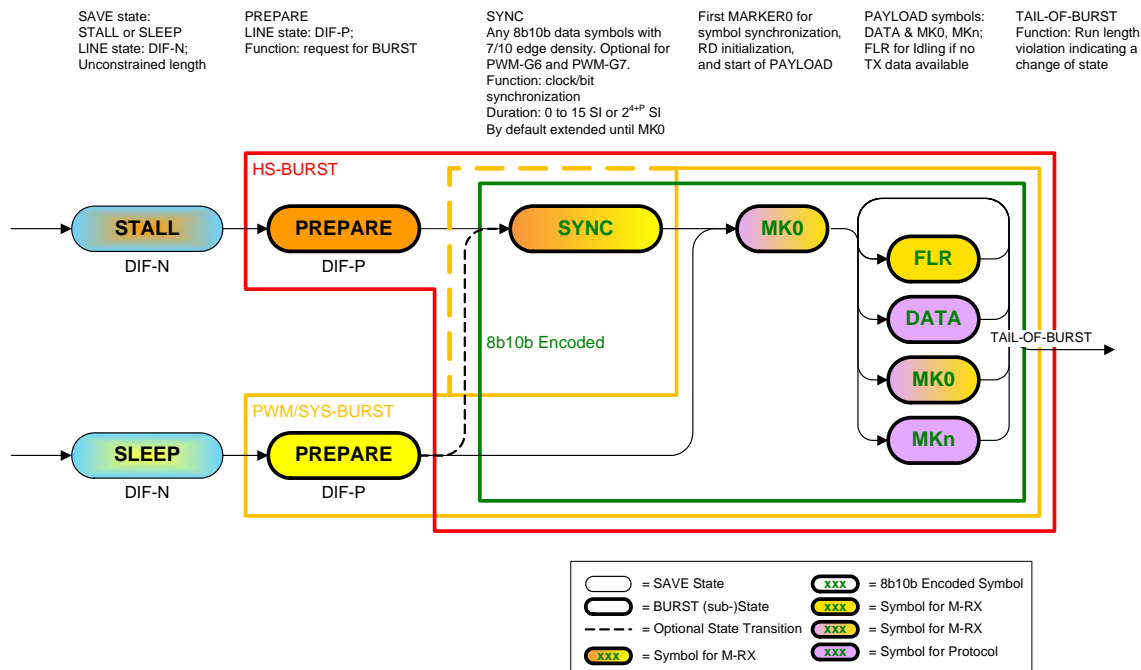 SAVE state:
STALL or SLEEP
LINE state: DIF-N;
Unconstrained length
PREPARE
LINE state: DIF-P;
Function: request for BURST
SYNC
Any 8b10b data symbols with
7/10 edge density. Optional for
PWM-G6 and PWM-G7.
Function: clock/bit
synchronization
Duration: 0 to 15 SI or 2^{4+P} SI
By default extended until MK0
First MARKER0 for
symbol synchronization,
RD initialization,
and start of PAYLOAD
PAYLOAD symbols:
DATA & MK0, MKn;
FLR for Idling if no
TX data available
TAIL-OF-BURST
Function: Run length
violation indicating a
change of state
HS-BURST
STALL
DIF-N
PREPARE
DIF-P
SYNC
MK0
FLR
DATA
MK0
MKn
TAIL-OF-BURST
8b10b Encoded
PWM/SYS-BURST
SLEEP
DIF-N
PREPARE
DIF-P
= SAVE State
= BURST (sub-)State
= Optional State Transition
xxx = Symbol for M-RX
xxx = 8b10b Encoded Symbol
xxx = Symbol for M-RX
xxx = Symbol for M-RX
xxx = Symbol for Protocol